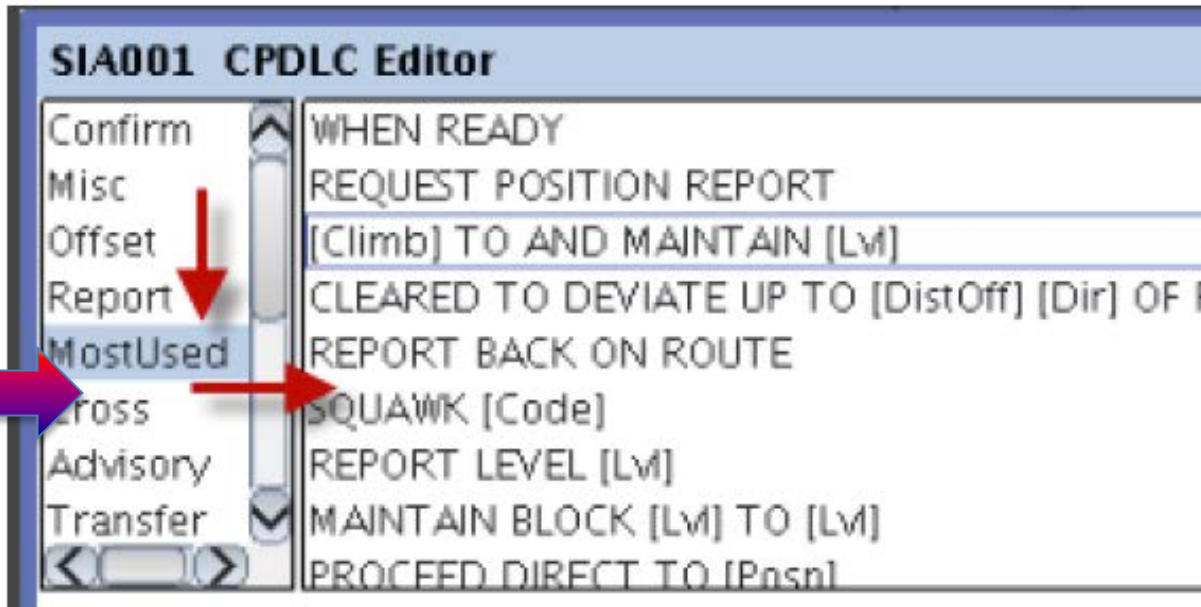 SIA001 CPDLC Editor
Confirm
Misc
Offset
Report
MostUsed
Cross
Advisory
Transfer
WHEN READY
REQUEST POSITION REPORT
[Climb] TO AND MAINTAIN [Lvl]
CLEARED TO DEVIATE UP TO [DistOff] [Dir] OF
REPORT BACK ON ROUTE
SQUAWK [Code]
REPORT LEVEL [Lvl]
MAINTAIN BLOCK [Lvl] TO [Lvl]
PROCEED DIRECT TO [Posn]